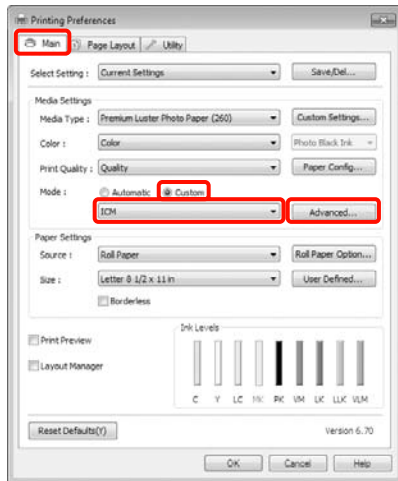 Printing Preferences
Main Page Layout Utility
Select Setting : Current Settings Save/Del...
Media Settings
Media Type : Premium Luster Photo Paper (260) Custom Settings...
Color : Color Photo Black Ink
Print Quality : Quality Paper Config...
Mode : Automatic Custom
ICM Advanced...
Paper Settings
Source : Roll Paper Roll Paper Option...
Size : Letter 8 1/2 x 11 in User Defined...
Borderless
Ink Levels
Print Preview
Layout Manager
C Y LC MK PK VM LK LLK VLM
Reset Defaults(Y) Version 6.70
OK Cancel Help